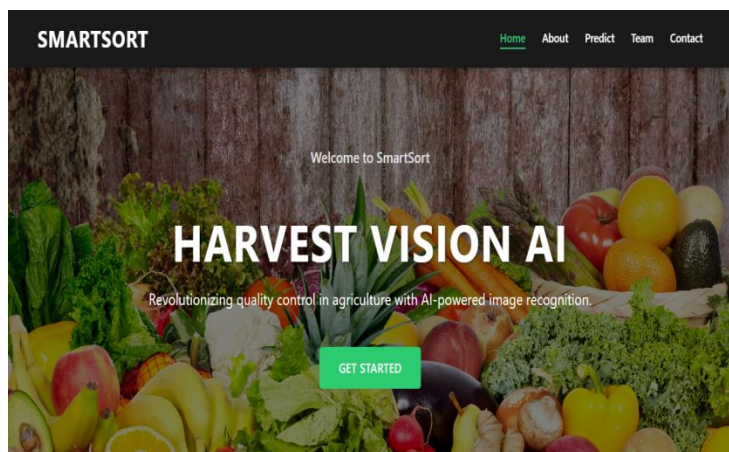 SMARTSORT
Home About Predict Team Contact
Welcome to SmartSort
HARVEST VISION AI
Revolutionizing quality control in agriculture with AI-powered image recognition.
GET STARTED